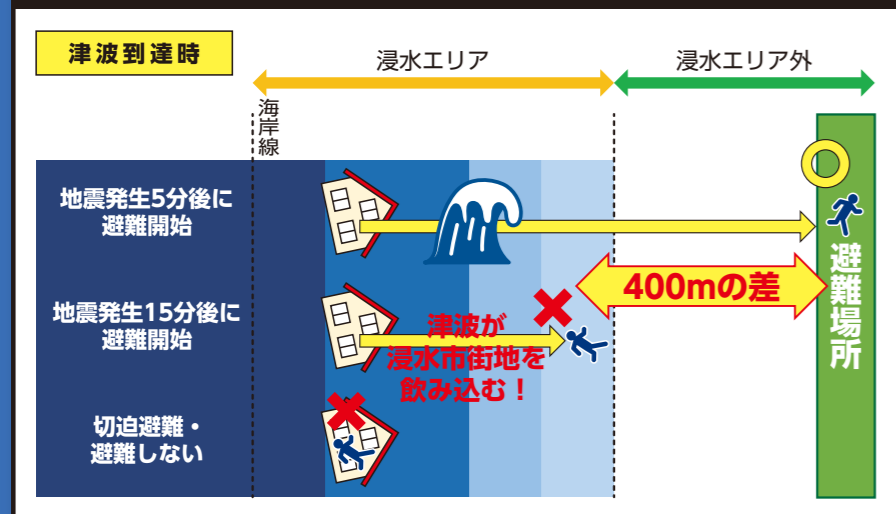 津波到達時
浸水エリア
浸水エリア外
海岸線
地震発生5分後に
避難開始
400mの差
避難場所
地震発生15分後に
避難開始
津波が
浸水市街地を
飲み込む！
切迫避難・
避難しない